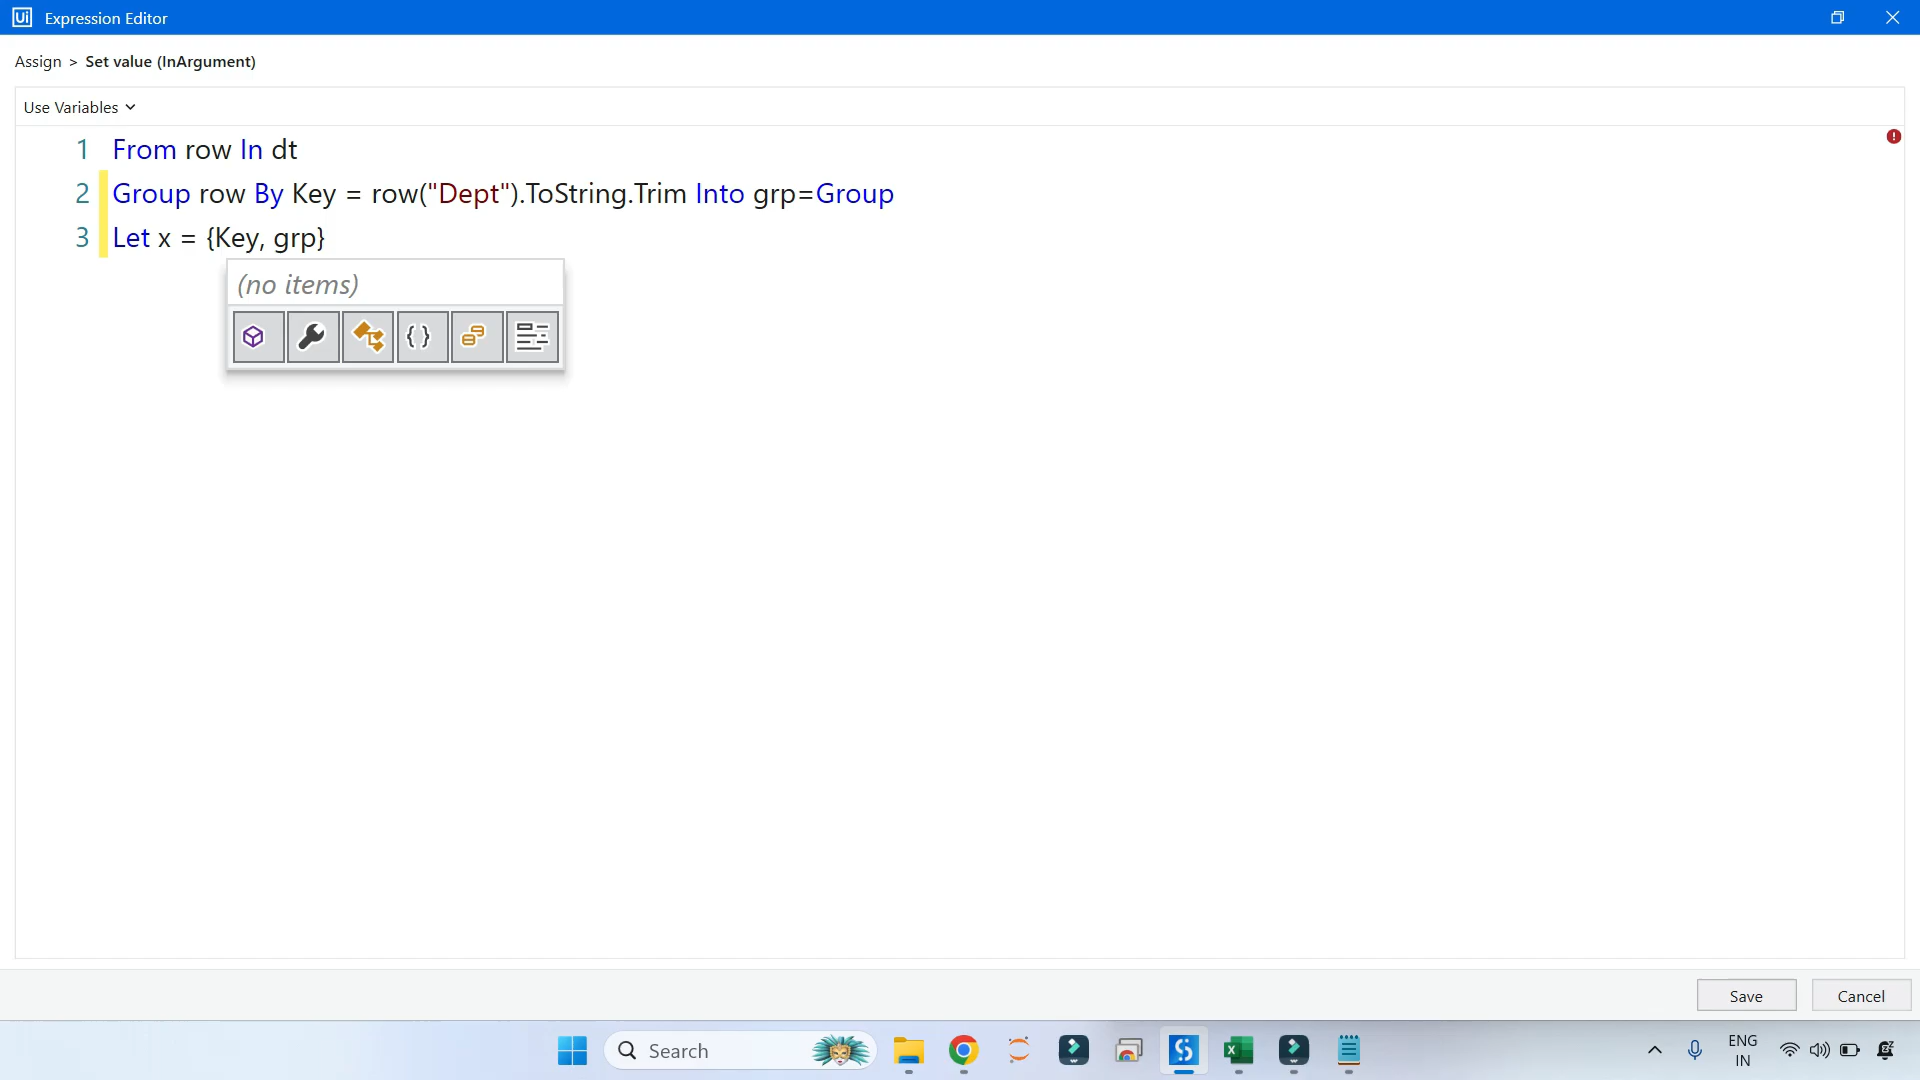 Ui Expression Editor
Assign > Set value (InArgument)
Use Variables
1 From row In dt
2 Group row By Key = row("Dept").ToString.Trim Into grp=Group
3 Let x = {Key, grp}
(no items)
Save Cancel
Search
ENG
IN